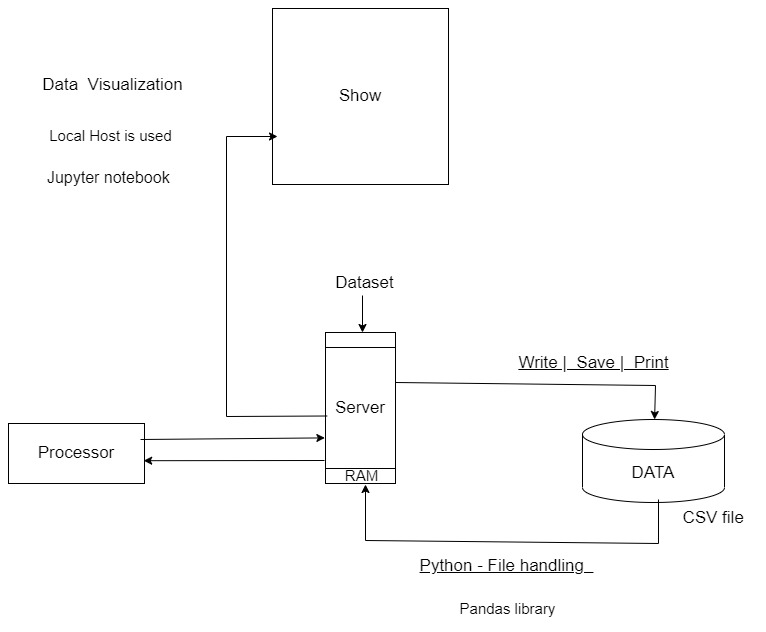 Show
Data Visualization
Local Host is used
Jupyter notebook
Dataset
Write | Save | Print
Server
Processor
DATA
RAM
CSV file
Python - File handling
Pandas library